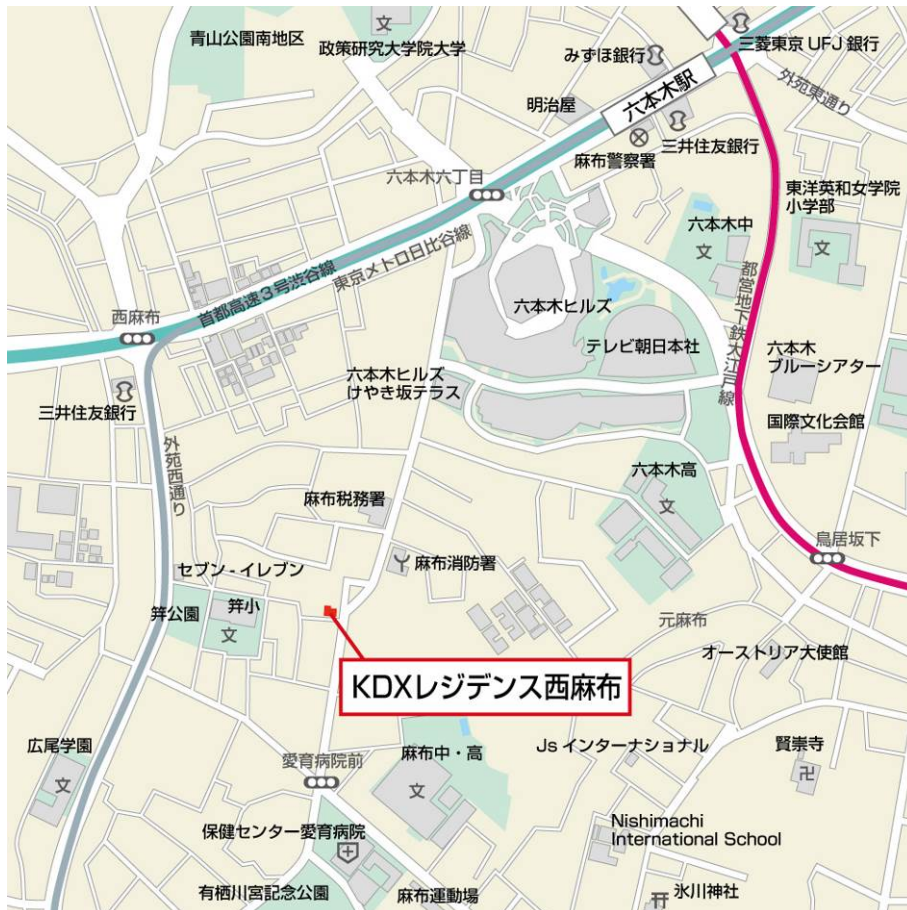 青山公園南地区
政策研究大学院大学
みずほ銀行
三菱東京UFJ銀行
外苑東通り
六本木駅
明治屋
三井住友銀行
麻布警察署
六本木六丁目
東洋英和女学院
小学部
六本木中
首都高速3号渋谷線
東京メトロ日比谷線
都営地下鉄大江戸線
西麻布
六本木ヒルズ
テレビ朝日本社
六本木
ブルーシアター
六本木ヒルズ
けやき坂テラス
三井住友銀行
国際文化会館
外苑西通り
六本木高
麻布税務署
鳥居坂下
セブン-イレブン
麻布消防署
笄公園
笄小
元麻布
オーストリア大使館
KDXレジデンス西麻布
広尾学園
愛育病院前
麻布中・高
Jsインターナショナル
賢崇寺
保健センター愛育病院
Nishimachi
International School
有栖川宮記念公園
麻布運動場
氷川神社